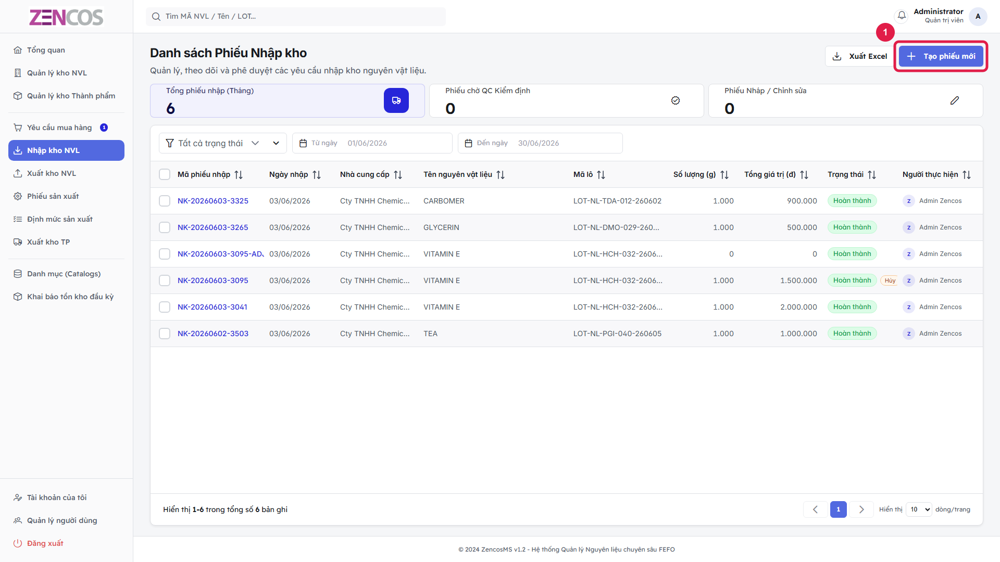 ZENCOS
Tìm MÃ NVL / Tên / LOT...
Administrator
Quản trị viên
A
1
Tổng quan
Quản lý kho NVL
Quản lý kho Thành phẩm
Yêu cầu mua hàng 1
Nhập kho NVL
Xuất kho NVL
Phiếu sản xuất
Định mức sản xuất
Xuất kho TP
Danh mục (Catalogs)
Khai báo tồn kho đầu kỳ
Tài khoản của tôi
Quản lý người dùng
Đăng xuất
Danh sách Phiếu Nhập kho
Quản lý, theo dõi và phê duyệt các yêu cầu nhập kho nguyên vật liệu.
Xuất Excel
Tạo phiếu mới
Tổng phiếu nhập (Tháng)
6
Phiếu chờ QC Kiểm định
0
Phiếu Nháp / Chỉnh sửa
0
Tất cả trạng thái
Từ ngày 01/06/2026
Đến ngày 30/06/2026
Mã phiếu nhập Ngày nhập Nhà cung cấp Tên nguyên vật liệu Mã lô Số lượng (g) Tổng giá trị (đ) Trạng thái Người thực hiện
NK-20260603-3325 03/06/2026 Cty TNHH Chemic... CARBOMER LOT-NL-TDA-012-260602 1.000 900.000 Hoàn thành Z Admin Zencos
NK-20260603-3265 03/06/2026 Cty TNHH Chemic... GLYCERIN LOT-NL-DMO-029-260... 1.000 500.000 Hoàn thành Z Admin Zencos
NK-20260603-3095-ADJ 03/06/2026 Cty TNHH Chemic... VITAMIN E LOT-NL-HCH-032-2606... 0 0 Hoàn thành Z Admin Zencos
NK-20260603-3095 03/06/2026 Cty TNHH Chemic... VITAMIN E LOT-NL-HCH-032-2606... 1.000 1.500.000 Hoàn thành Hủy Z Admin Zencos
NK-20260603-3041 03/06/2026 Cty TNHH Chemic... VITAMIN E LOT-NL-HCH-032-2606... 1.000 2.000.000 Hoàn thành Z Admin Zencos
NK-20260602-3503 03/06/2026 Cty TNHH Chemic... TEA LOT-NL-PGI-040-260605 1.000 1.000.000 Hoàn thành Z Admin Zencos
Hiển thị 1-6 trong tổng số 6 bản ghi
1
Hiển thị 10 dòng/trang
© 2024 ZencosMS v1.2 - Hệ thống Quản lý Nguyên liệu chuyên sâu FEFO